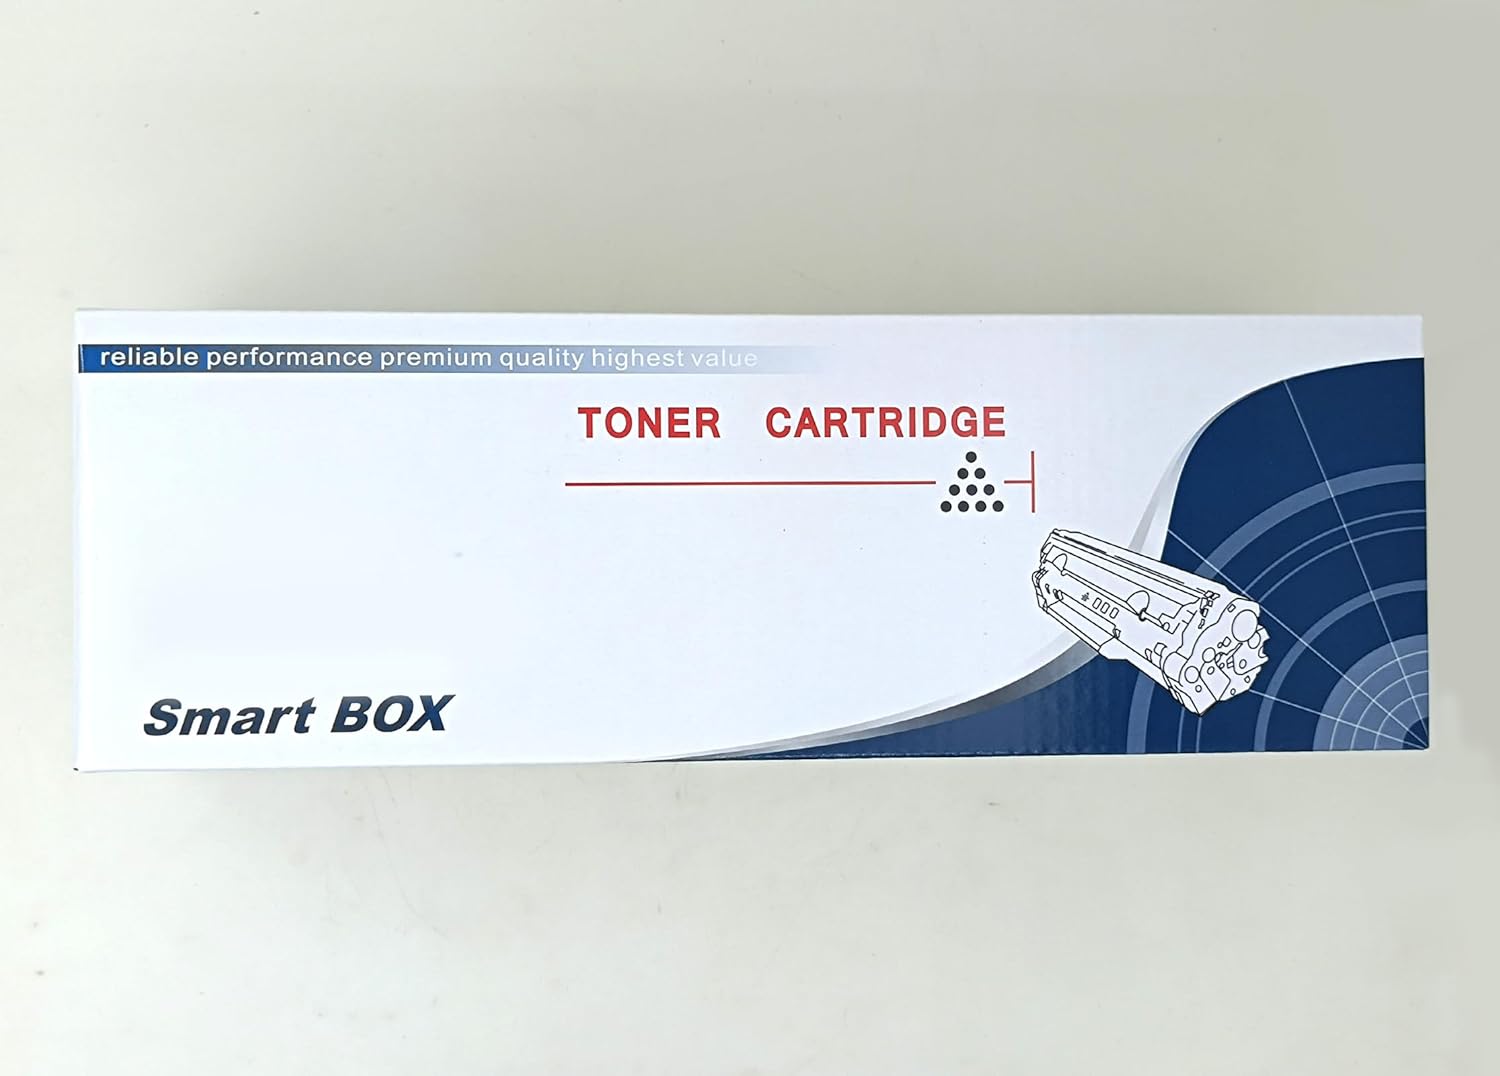 reliable performance premium quality highest value
TONER CARTRIDGE
Smart BOX